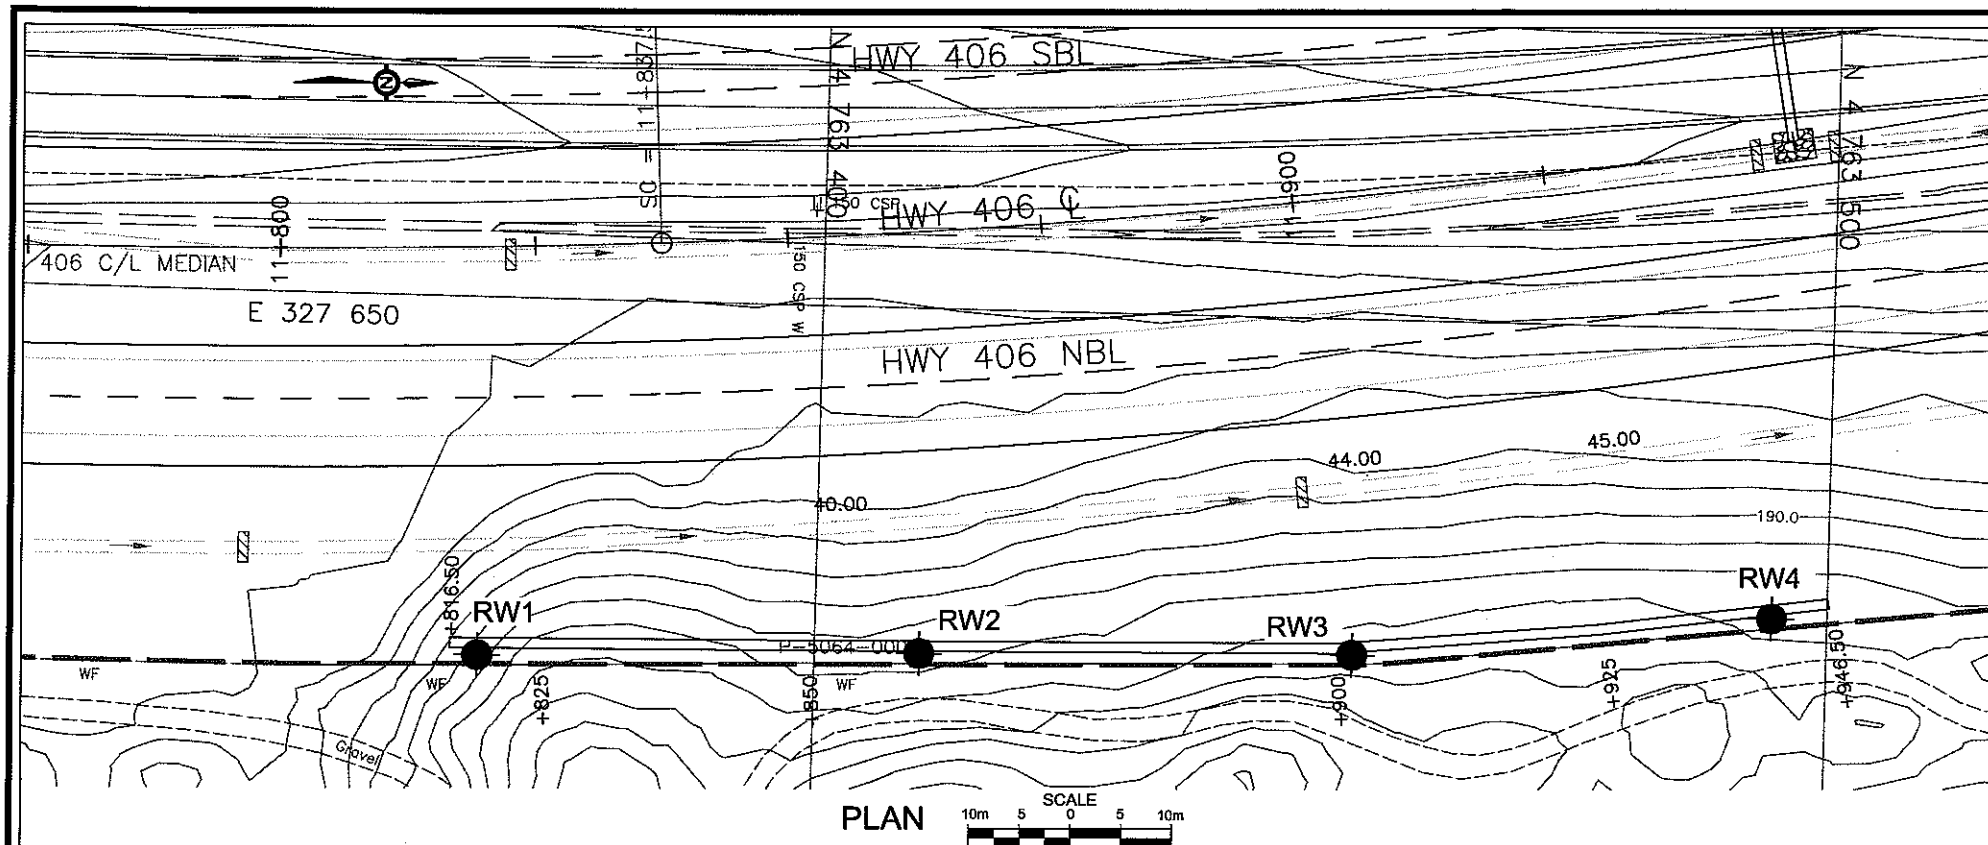 HWY 406 SBL
N
SC = 11+837.
N 4 763 400
N 4 763 500
11+800
150 CSP
HWY 406 ℄
11+900
406 C/L MEDIAN
150 CSP W
E 327 650
HWY 406 NBL
45.00
44.00
40.00
190.0
+816.50
RW1
RW2
RW3
RW4
P-5064-00
WF
WF
WF
+825
+850
+900
+925
+946.50
Gravel
PLAN
SCALE
10m 5 0 5 10m